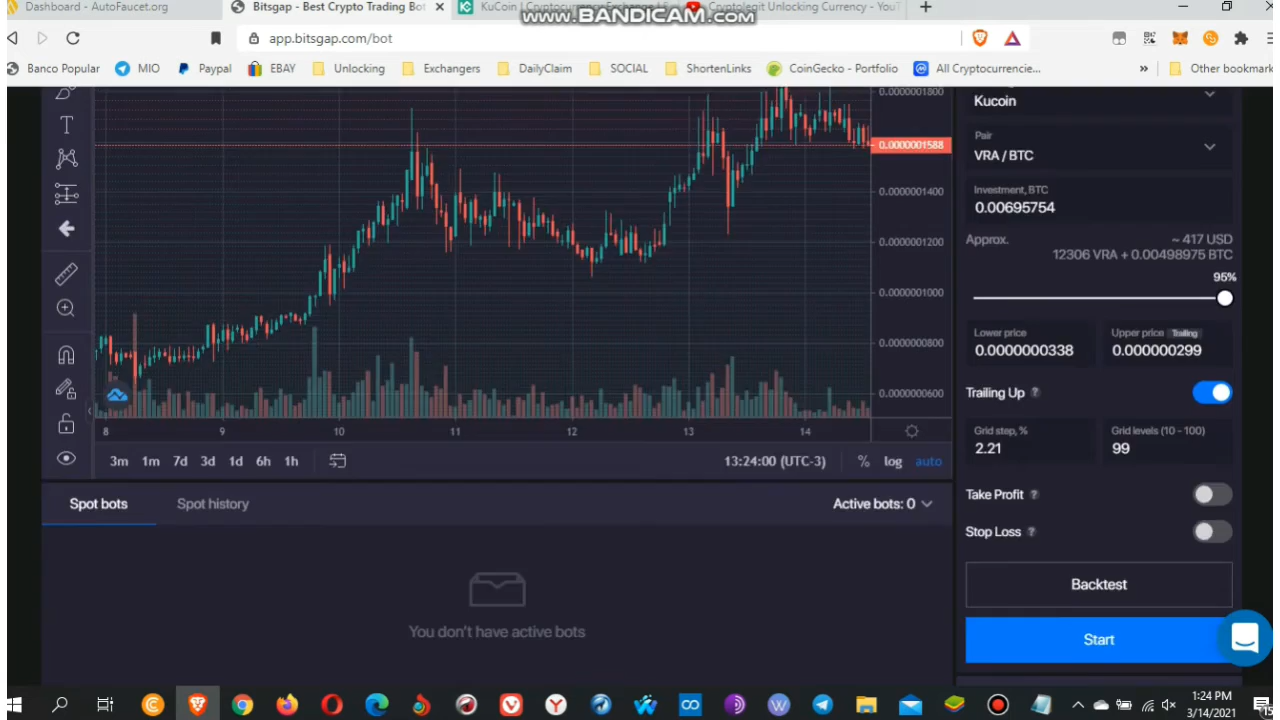 Dashboard - AutoFaucet.org
Bitsgap - Best Crypto Trading Bot
KuCoin | Cryptocurrency Exchange |
Cryptolegit Unlocking Currency - YouT
www.BANDICAM.com
app.bitsgap.com/bot
Banco Popular
MIO
Paypal
EBAY
Unlocking
Exchangers
DailyClaim
SOCIAL
ShortenLinks
CoinGecko - Portfolio
All Cryptocurrencie...
»
Other bookmark
0.0000001800
0.0000001588
0.0000001400
0.0000001200
0.0000001000
0.0000000800
0.0000000600
8 9 10 11 12 13 14
3m 1m 7d 3d 1d 6h 1h
13:24:00 (UTC-3) % log auto
Spot bots
Spot history
Active bots: 0
You don't have active bots
Kucoin
Pair
VRA / BTC
Investment, BTC
0.00695754
Approx. ~ 417 USD
12306 VRA + 0.00498975 BTC
95%
Lower price
0.0000000338
Upper price Trailing
0.000000299
Trailing Up ?
Grid step, %
2.21
Grid levels (10 - 100)
99
Take Profit ?
Stop Loss ?
Backtest
Start
1:24 PM
3/14/2021
15